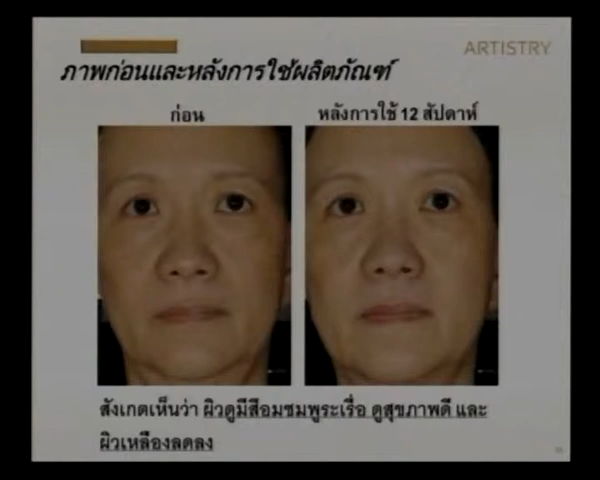 ARTISTRY
ภาพก่อนและหลังการใช้ผลิตภัณฑ์
ก่อน
หลังการใช้ 12 สัปดาห์
สังเกตเห็นว่า ผิวดูมีสีอมชมพูระเรื่อ ดูสุขภาพดี และ
ผิวเหลืองลดลง